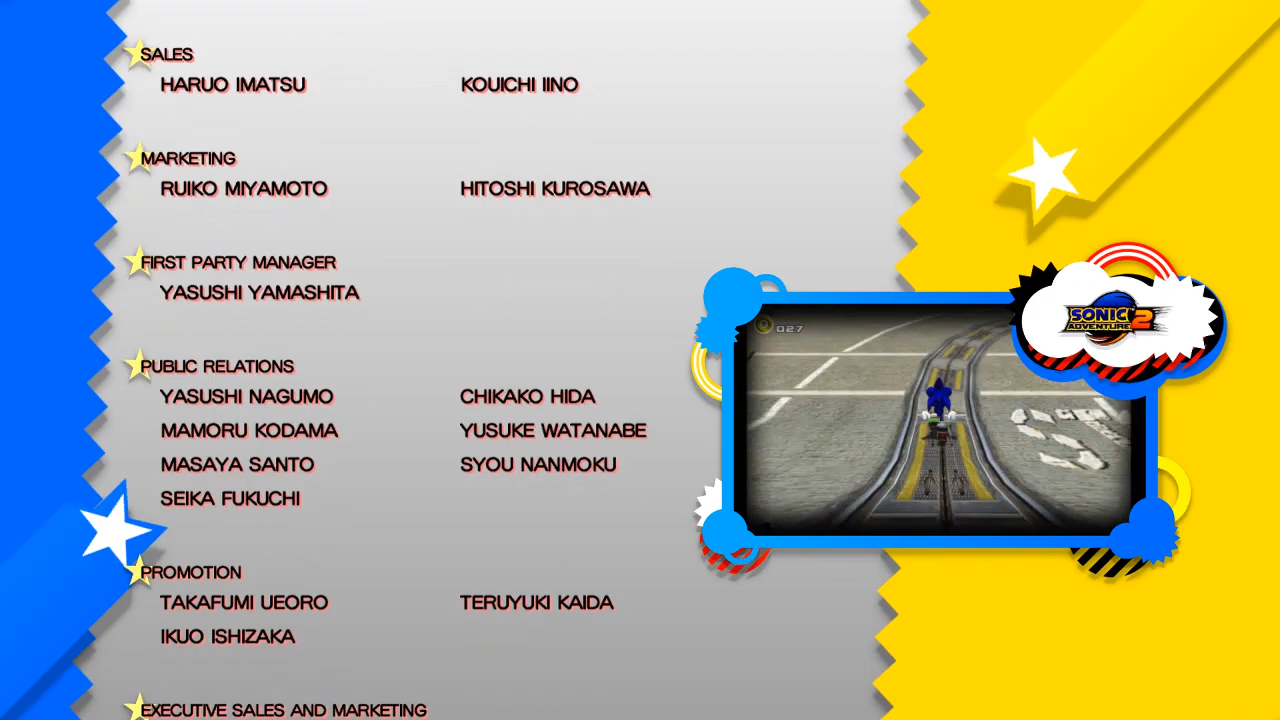 SALES
HARUO IMATSU KOUICHI IINO
MARKETING
RUIKO MIYAMOTO HITOSHI KUROSAWA
FIRST PARTY MANAGER
YASUSHI YAMASHITA
PUBLIC RELATIONS
YASUSHI NAGUMO CHIKAKO HIDA
MAMORU KODAMA YUSUKE WATANABE
MASAYA SANTO SYOU NANMOKU
SEIKA FUKUCHI
PROMOTION
TAKAFUMI UEORO TERUYUKI KAIDA
IKUO ISHIZAKA
EXECUTIVE SALES AND MARKETING
SONIC
ADVENTURE 2
027